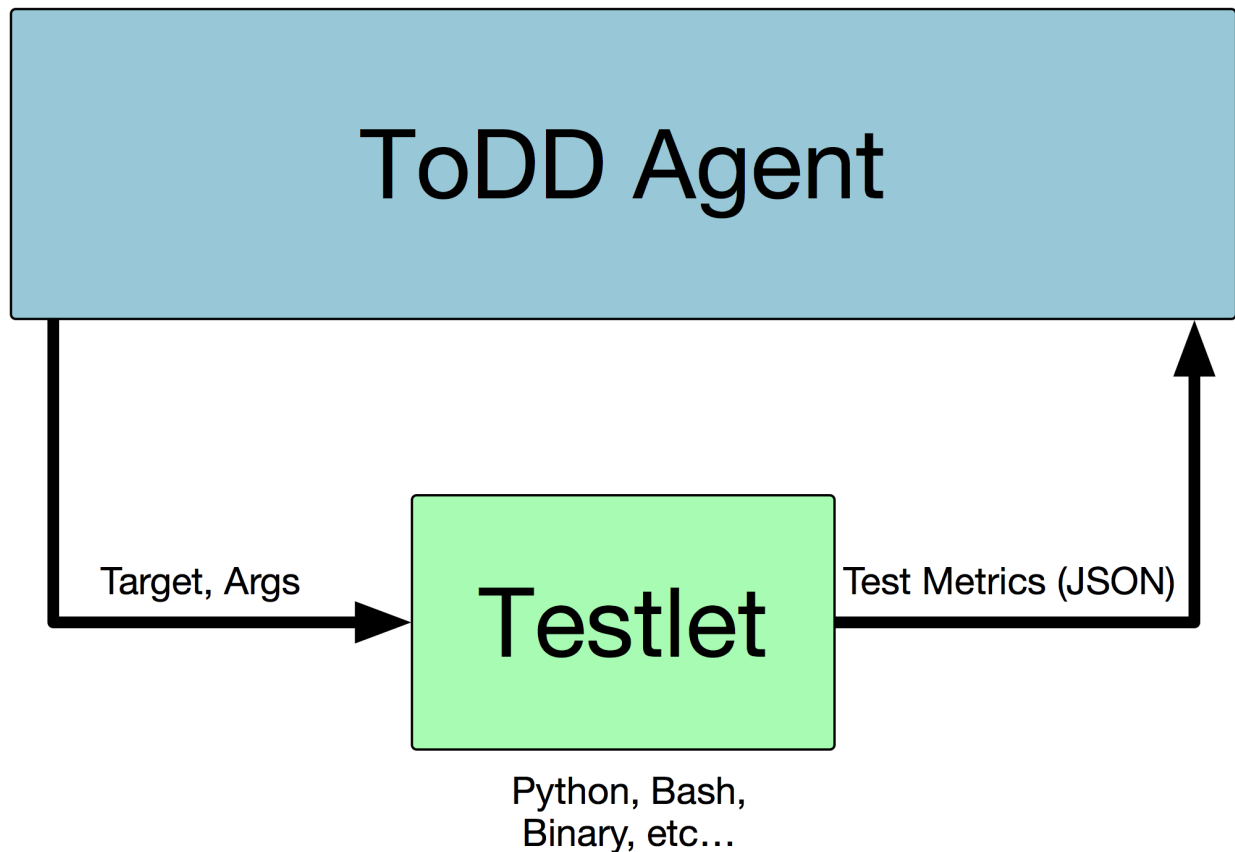 ToDD Agent
Target, Args
Testlet
Test Metrics (JSON)
Python, Bash,
Binary, etc…